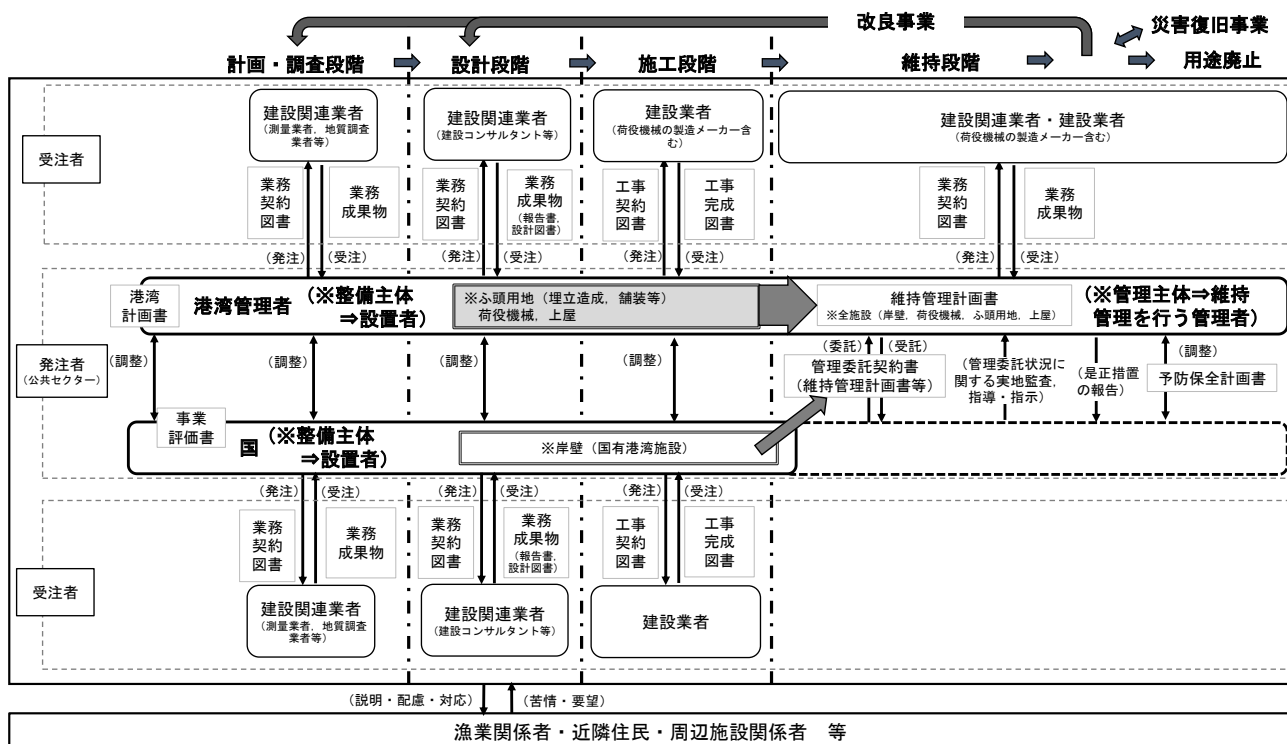 改良事業
災害復旧事業
計画・調査段階
設計段階
施工段階
維持段階
用途廃止
受注者
建設関連業者
（測量業者，地質調査
業者等）
建設関連業者
（建設コンサルタント等）
建設業者
（荷役機械の製造メーカー含
む）
建設関連業者・建設業者
（荷役機械の製造メーカー含む）
業務
契約
図書
業務
成果物
業務
契約
図書
業務
成果物
（報告書，
設計図書）
工事
契約
図書
工事
完成
図書
業務
契約
図書
業務
成果物
（発注）
（受注）
（発注）
（受注）
（発注）
（受注）
（発注）
（受注）
港湾
計画書
港湾管理者
（※整備主体
⇒設置者）
※ふ頭用地（埋立造成，舗装等）
荷役機械，上屋
維持管理計画書
※全施設（岸壁，荷役機械，ふ頭用地，上屋）
（※管理主体⇒維持
管理を行う管理者）
発注者
（公共セクター）
（調整）
（調整）
（調整）
（調整）
（委託）
（受託）
管理委託契約書
（維持管理計画書等）
（管理委託状況に
関する実地監査，
指導・指示）
（是正措置
の報告）
（調整）
予防保全計画書
事業
評価書
国
（※整備主体
⇒設置者）
※岸壁（国有港湾施設）
（発注）
（受注）
（発注）
（受注）
（発注）
（受注）
業務
契約
図書
業務
成果物
業務
契約
図書
業務
成果物
（報告書，
設計図書）
工事
契約
図書
工事
完成
図書
受注者
建設関連業者
（測量業者，地質調査
業者等）
建設関連業者
（建設コンサルタント等）
建設業者
（説明・配慮・対応）
（苦情・要望）
漁業関係者・近隣住民・周辺施設関係者　等